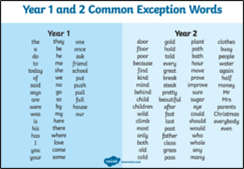 Year 1 and 2 Common Exception Words
Year 1
the they one
a be once
do he ask
to me friend
today she school
of we put
said no push
says go pull
are so full
were by house
was my our
is here
his there
has where
I love
you come
your some
Year 2
door gold plant clothes
floor hold path busy
poor told bath people
because every hour water
find great move again
kind break prove half
mind steak improve money
behind pretty sure Mr
child beautiful sugar Mrs
children after eye parents
wild fast could Christmas
climb last should everybody
most past would even
only father who
both class whole
old grass any
cold pass many